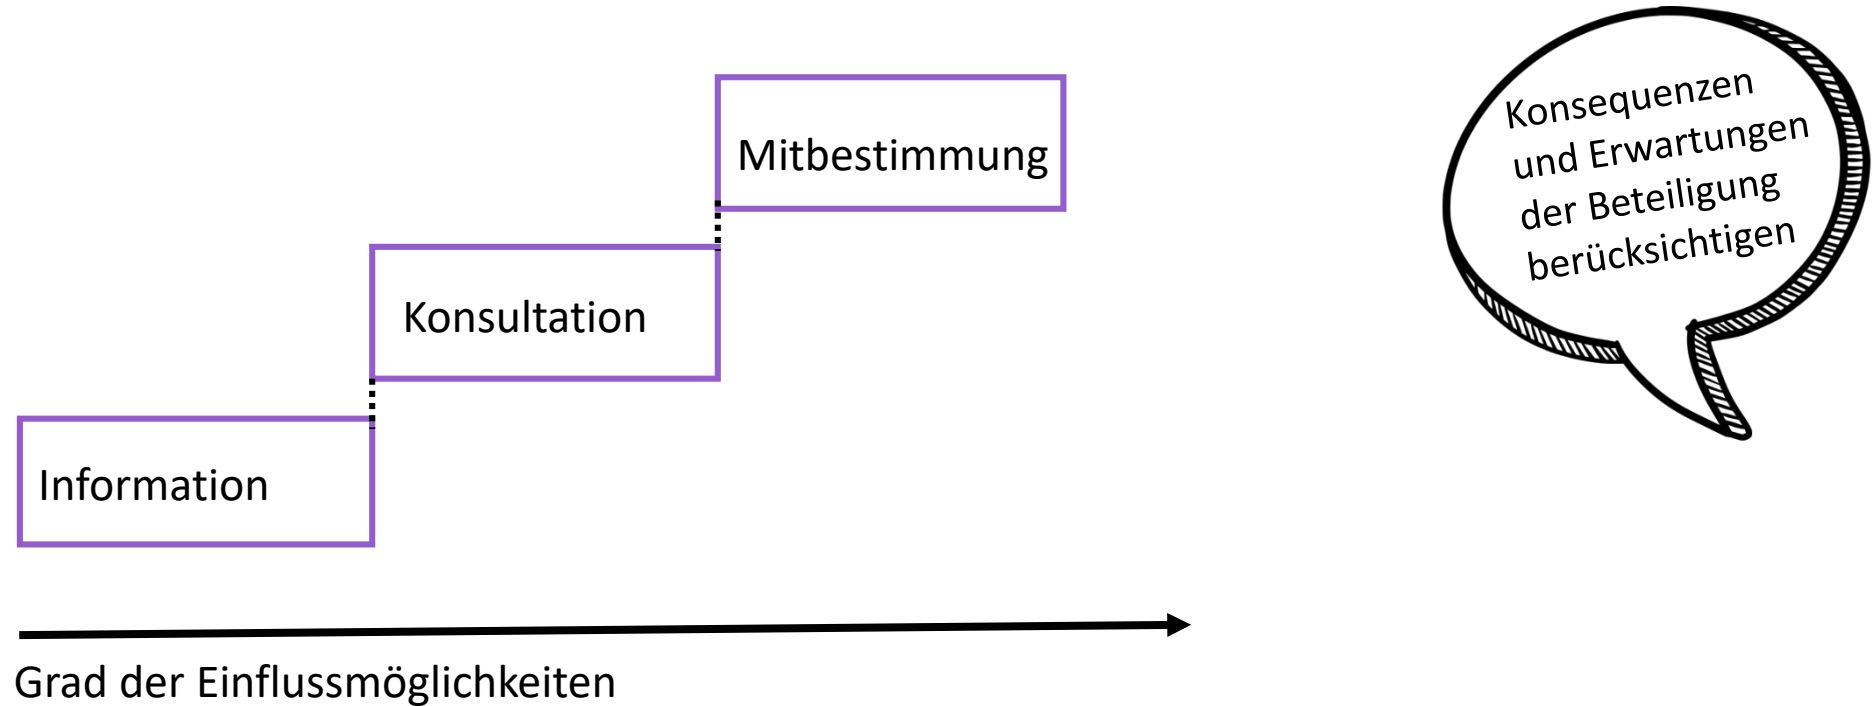 Mitbestimmung
Konsultation
Information
Grad der Einflussmöglichkeiten
Konsequenzen
und Erwartungen
der Beteiligung
berücksichtigen